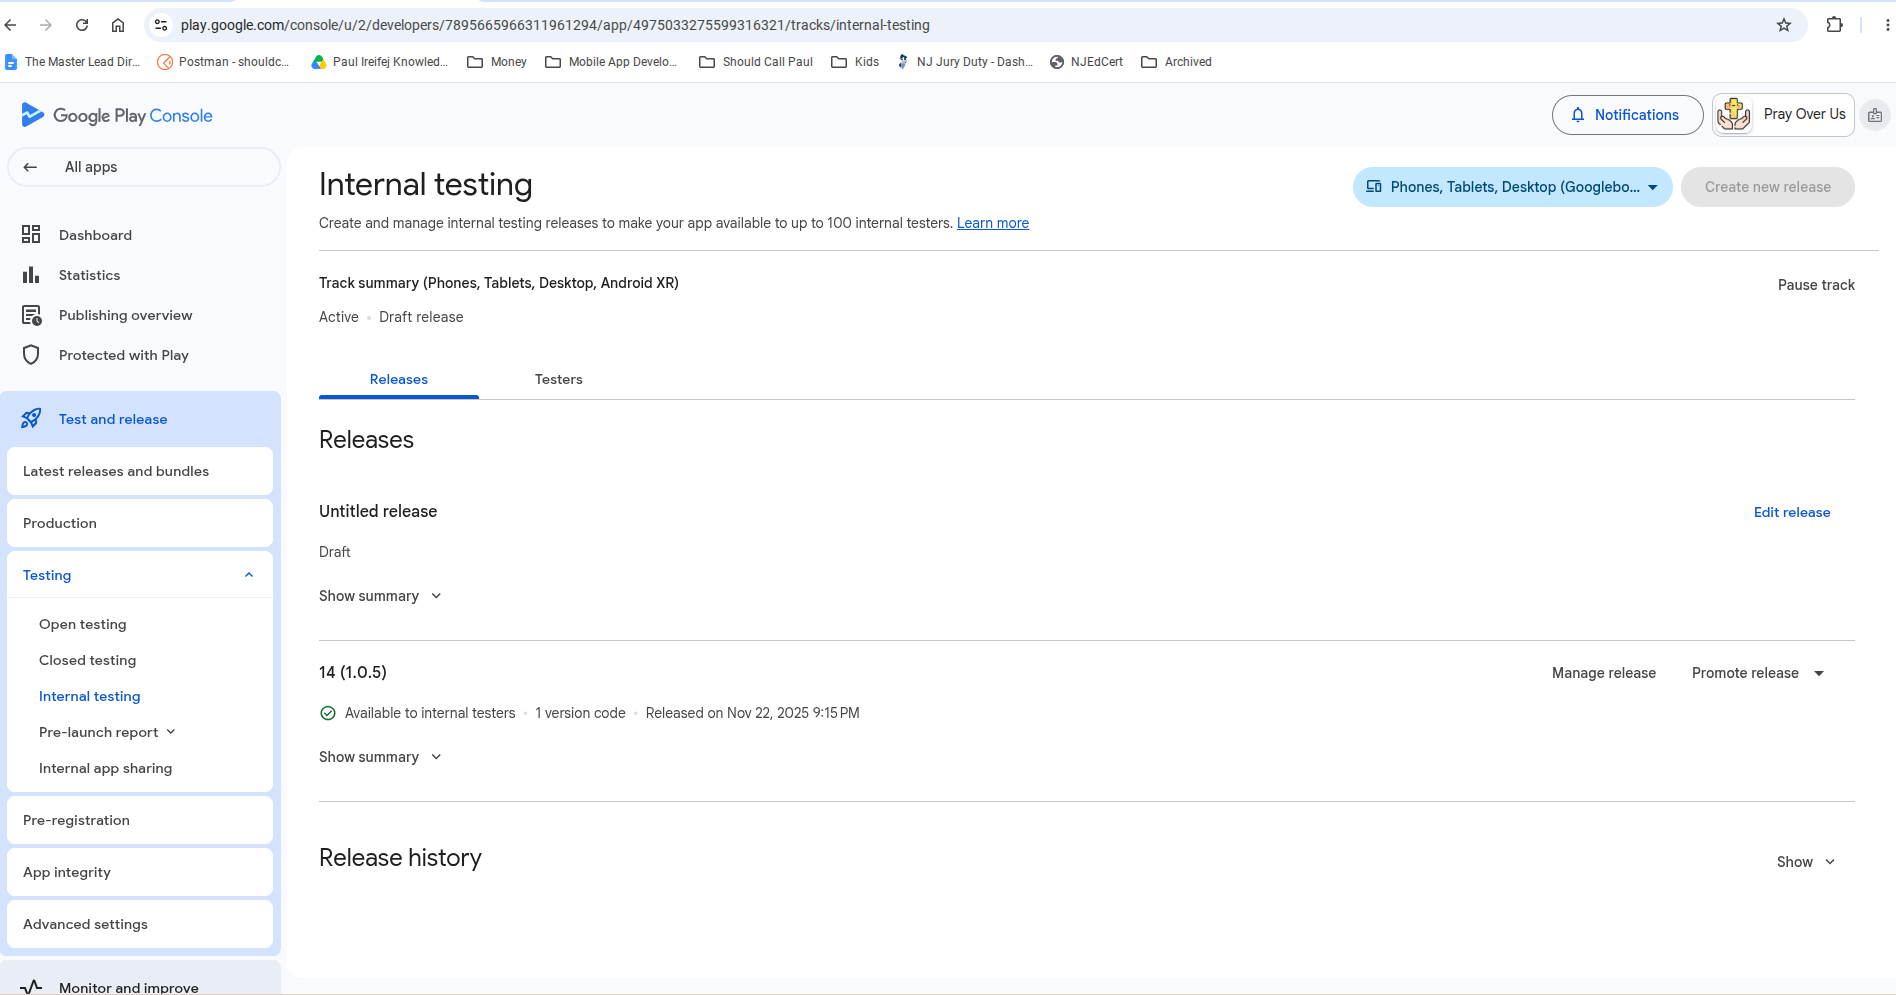 play.google.com/console/u/2/developers/7895665966311961294/app/4975033275599316321/tracks/internal-testing
The Master Lead Dir... Postman - shouldc... Paul Ireifej Knowled... Money Mobile App Develo... Should Call Paul Kids NJ Jury Duty - Dash... NJEdCert Archived
Google Play Console
Notifications
Pray Over Us
All apps
Dashboard
Statistics
Publishing overview
Protected with Play
Test and release
Latest releases and bundles
Production
Testing
Open testing
Closed testing
Internal testing
Pre-launch report
Internal app sharing
Pre-registration
App integrity
Advanced settings
Monitor and improve
Internal testing
Phones, Tablets, Desktop (Googlebo...
Create new release
Create and manage internal testing releases to make your app available to up to 100 internal testers. Learn more
Track summary (Phones, Tablets, Desktop, Android XR)
Pause track
Active • Draft release
Releases
Testers
Releases
Untitled release
Edit release
Draft
Show summary
14 (1.0.5)
Manage release
Promote release
Available to internal testers • 1 version code • Released on Nov 22, 2025 9:15 PM
Show summary
Release history
Show